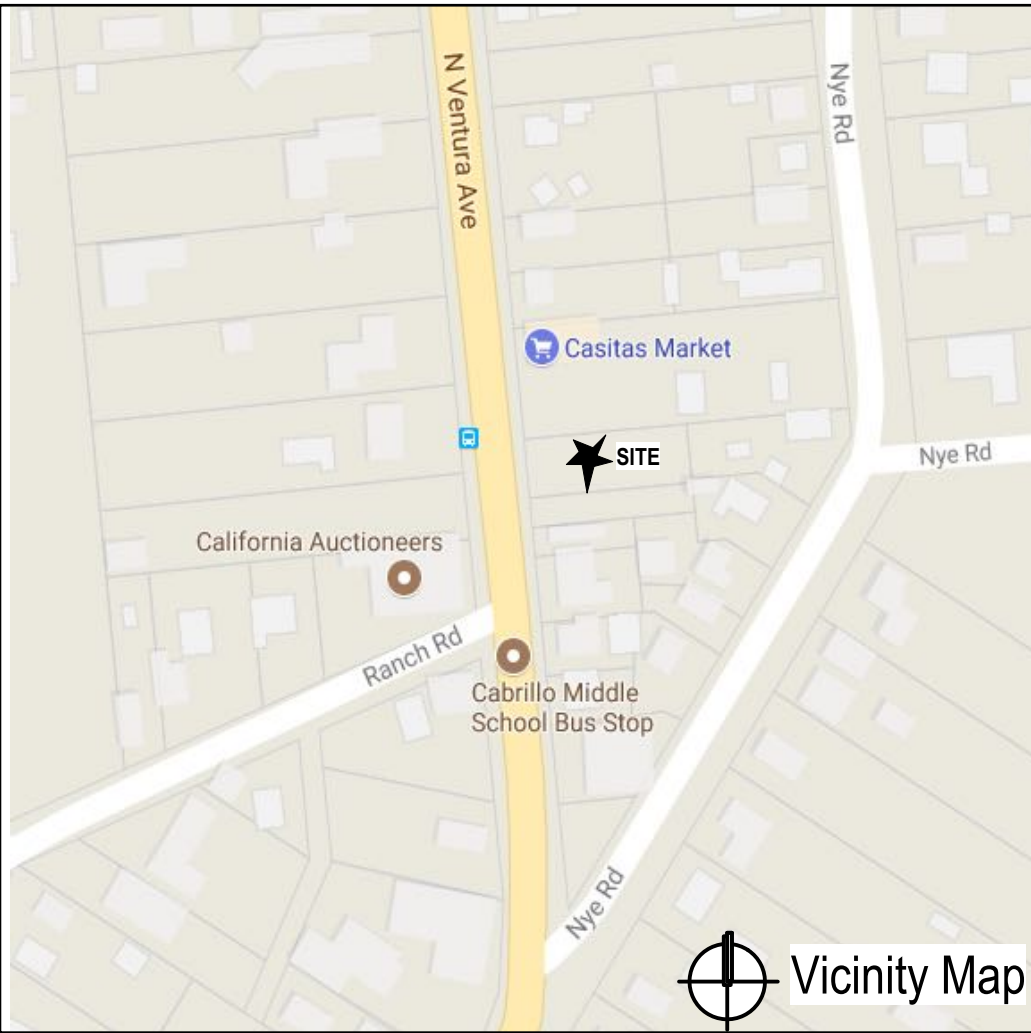 N Ventura Ave
Nye Rd
Casitas Market
SITE
Nye Rd
California Auctioneers
Ranch Rd
Cabrillo Middle
School Bus Stop
Nye Rd
Vicinity Map